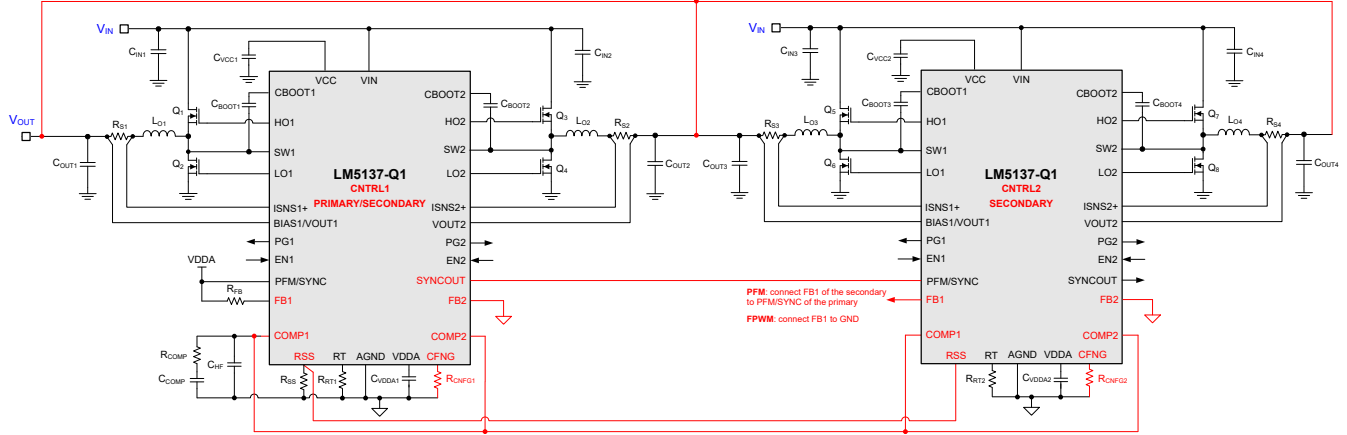 VIN
CIN1
CVCC1
CIN2
VCC
VIN
CBOOT1
CBOOT2
CBOOT1
CBOOT2
Q1
Q3
HO1
HO2
VOUT
RS1
LO1
LO2
RS2
COUT1
SW1
SW2
COUT2
Q2
Q4
LO1
LO2
LM5137-Q1
CNTRL1
PRIMARY/SECONDARY
ISNS1+
ISNS2+
BIAS1/VOUT1
VOUT2
PG1
PG2
EN1
EN2
VDDA
PFM/SYNC
SYNCOUT
RFB
FB1
FB2
COMP1
COMP2
RCOMP
CHF
CCOMP
RSS
RT
AGND
VDDA
CFNG
RSS
RRT1
CVDDA1
RCNFG1
VIN
CIN3
CVCC2
CIN4
VCC
VIN
CBOOT1
CBOOT2
CBOOT3
CBOOT4
Q5
Q7
HO1
HO2
RS3
LO3
LO4
RS4
COUT3
SW1
SW2
COUT4
Q6
Q8
LO1
LO2
LM5137-Q1
CNTRL2
SECONDARY
ISNS1+
ISNS2+
BIAS1/VOUT1
VOUT2
PG1
PG2
EN1
EN2
PFM/SYNC
SYNCOUT
PFM: connect FB1 of the secondary
to PFM/SYNC of the primary
FPWM: connect FB1 to GND
FB1
FB2
COMP1
COMP2
RSS
RT
AGND
VDDA
CFNG
RRT2
CVDDA2
RCNFG2